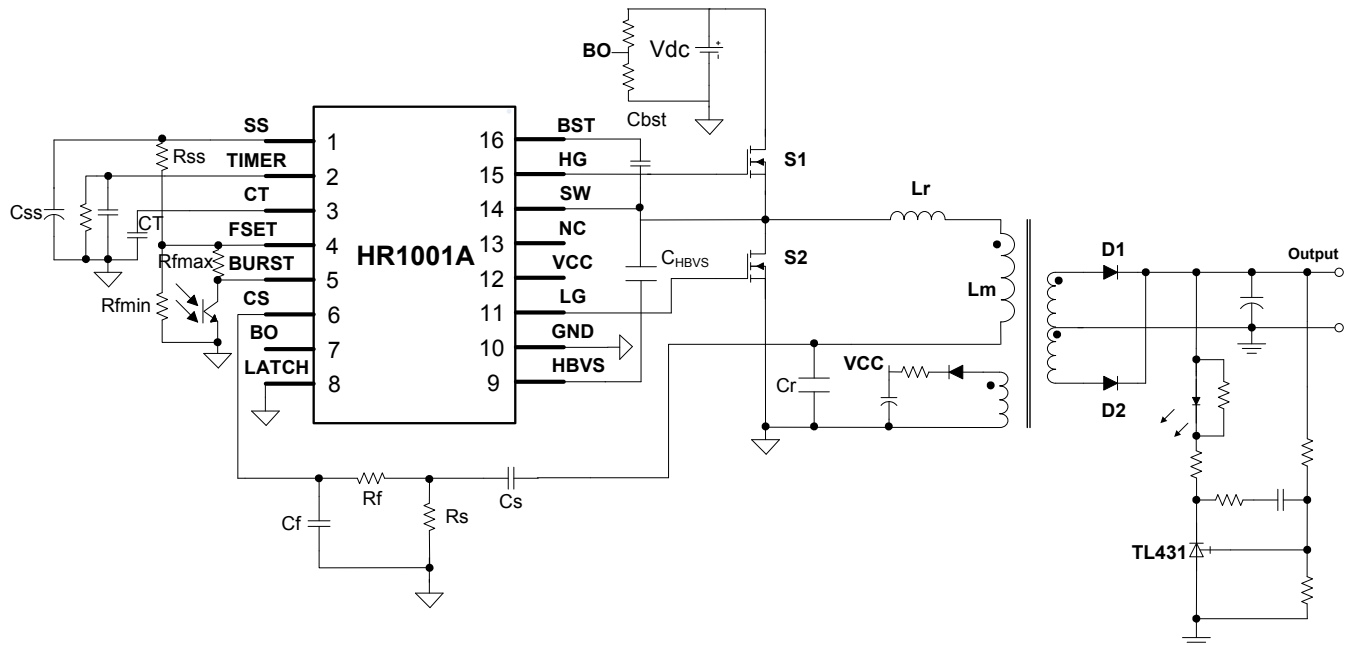 BO
Vdc
Cbst
SS
1
Rss
TIMER
2
CT
3
Css
CT
FSET
4
Rfmax
BURST
5
Rfmin
CS
6
BO
7
LATCH
8
HR1001A
16
BST
15
HG
14
SW
13
NC
12
VCC
11
LG
10
GND
9
HBVS
CHBVS
S1
S2
Lr
Lm
Cr
VCC
D1
D2
Output
TL431
Rf
Cf
Rs
Cs